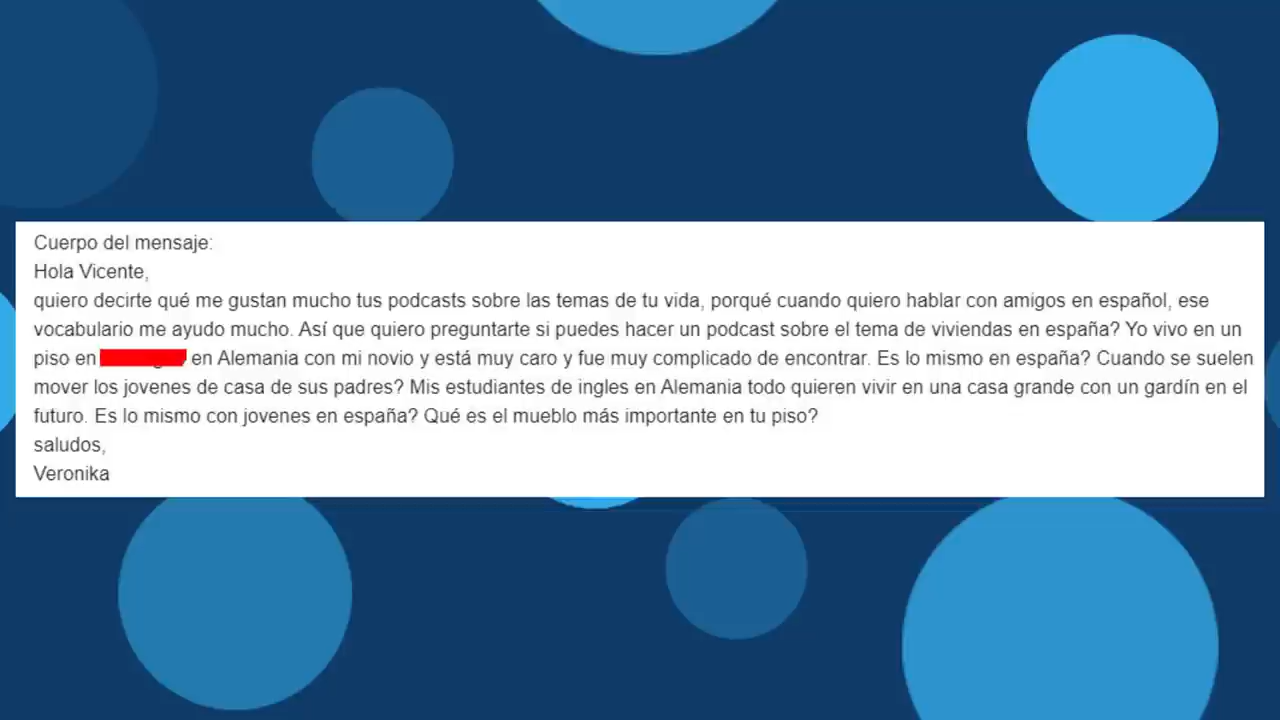 Cuerpo del mensaje:
Hola Vicente,
quiero decirte qué me gustan mucho tus podcasts sobre las temas de tu vida, porqué cuando quiero hablar con amigos en español, ese
vocabulario me ayudo mucho. Así que quiero preguntarte si puedes hacer un podcast sobre el tema de viviendas en españa? Yo vivo en un
piso en en Alemania con mi novio y está muy caro y fue muy complicado de encontrar. Es lo mismo en españa? Cuando se suelen
mover los jovenes de casa de sus padres? Mis estudiantes de ingles en Alemania todo quieren vivir en una casa grande con un gardín en el
futuro. Es lo mismo con jovenes en españa? Qué es el mueblo más importante en tu piso?
saludos,
Veronika